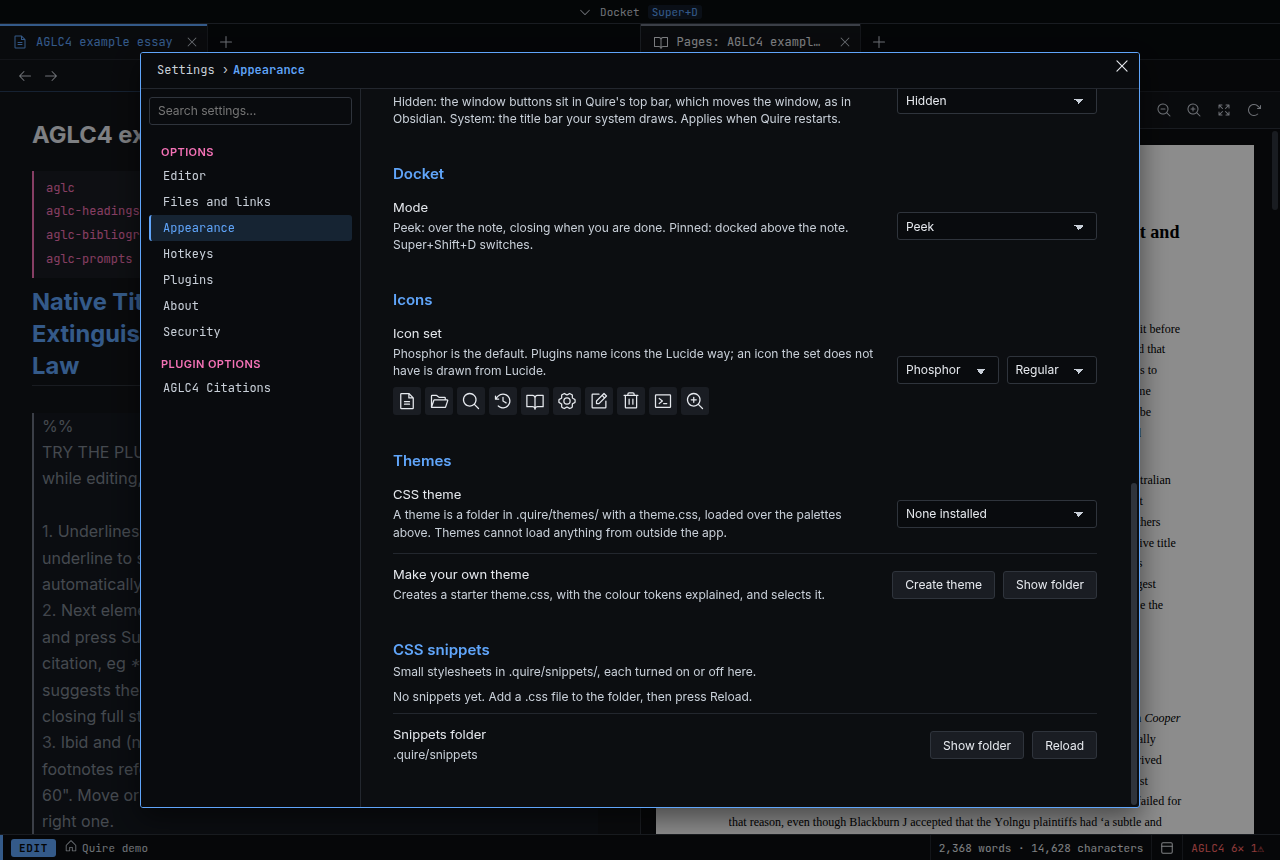 Docket Super+D
AGLC4 example essay
Pages: AGLC4 exampl…
Settings › Appearance
Search settings...
OPTIONS
Editor
Files and links
Appearance
Hotkeys
Plugins
About
Security
PLUGIN OPTIONS
AGLC4 Citations
Hidden: the window buttons sit in Quire's top bar, which moves the window, as in
Obsidian. System: the title bar your system draws. Applies when Quire restarts.
Hidden
Docket
Mode
Peek: over the note, closing when you are done. Pinned: docked above the note.
Super+Shift+D switches.
Peek
Icons
Icon set
Phosphor is the default. Plugins name icons the Lucide way; an icon the set does not
have is drawn from Lucide.
Phosphor
Regular
Themes
CSS theme
A theme is a folder in .quire/themes/ with a theme.css, loaded over the palettes
above. Themes cannot load anything from outside the app.
None installed
Make your own theme
Creates a starter theme.css, with the colour tokens explained, and selects it.
Create theme
Show folder
CSS snippets
Small stylesheets in .quire/snippets/, each turned on or off here.
No snippets yet. Add a .css file to the folder, then press Reload.
Snippets folder
.quire/snippets
Show folder
Reload
AGLC4 ex
aglc
aglc-headings
aglc-bibliogr
aglc-prompts
Native Tit
Extinguis
Law
%%
TRY THE PLU
while editing,
1. Underlines
underline to s
automatically
2. Next eleme
and press Su
citation, eg *
suggests the
closing full st
3. Ibid and (n
footnotes ref
60". Move or
right one.
t and
it before
d that
s to
ne
be
tralian
t
hers
ive title
s
gest
e the
Cooper
ally
rived
st
ailed for
that reason, even though Blackburn J accepted that the Yolngu plaintiffs had ‘a subtle and
EDIT
Quire demo
2,368 words · 14,628 characters
AGLC4 6× 1⚠